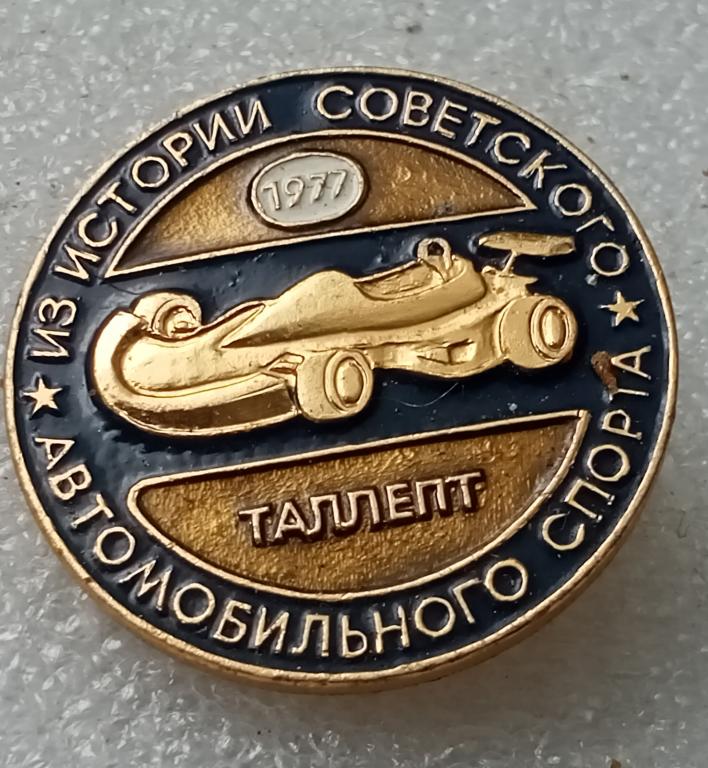 ИЗ ИСТОРИИ СОВЕТСКОГО
1977
ТАЛЛЕПТ
АВТОМОБИЛЬНОГО СПОРТА